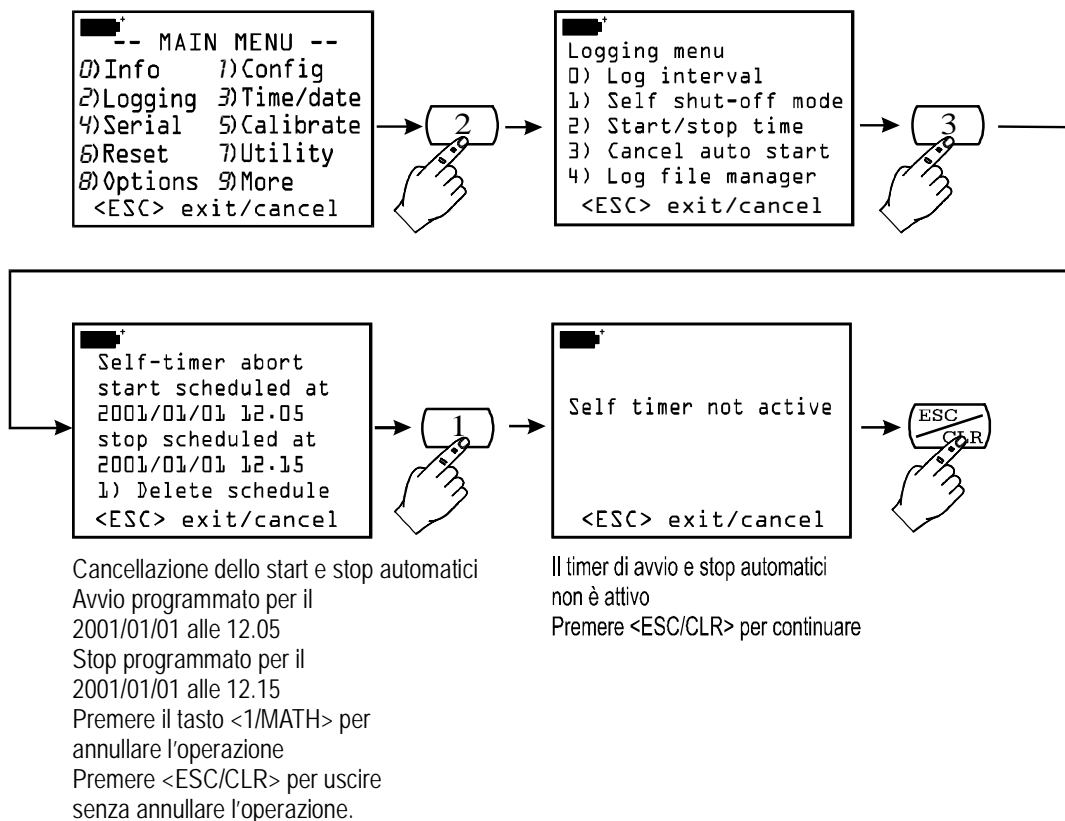 -- MAIN MENU --
0) Info 1) Config
2) Logging 3) Time/date
4) Serial 5) Calibrate
6) Reset 7) Utility
8) Options 9) More
<ESC> exit/cancel
2
Logging menu
0) Log interval
1) Self shut-off mode
2) Start/stop time
3) Cancel auto start
4) Log file manager
<ESC> exit/cancel
3
Self-timer abort
start scheduled at
2001/01/01 12.05
stop scheduled at
2001/01/01 12.15
1) Delete schedule
<ESC> exit/cancel
1
Self timer not active
<ESC> exit/cancel
ESC
CLR
Cancellazione dello start e stop automatici
Avvio programmato per il
2001/01/01 alle 12.05
Stop programmato per il
2001/01/01 alle 12.15
Premere il tasto <1/MATH> per
annullare l'operazione
Premere <ESC/CLR> per uscire
senza annullare l'operazione.
Il timer di avvio e stop automatici
non è attivo
Premere <ESC/CLR> per continuare